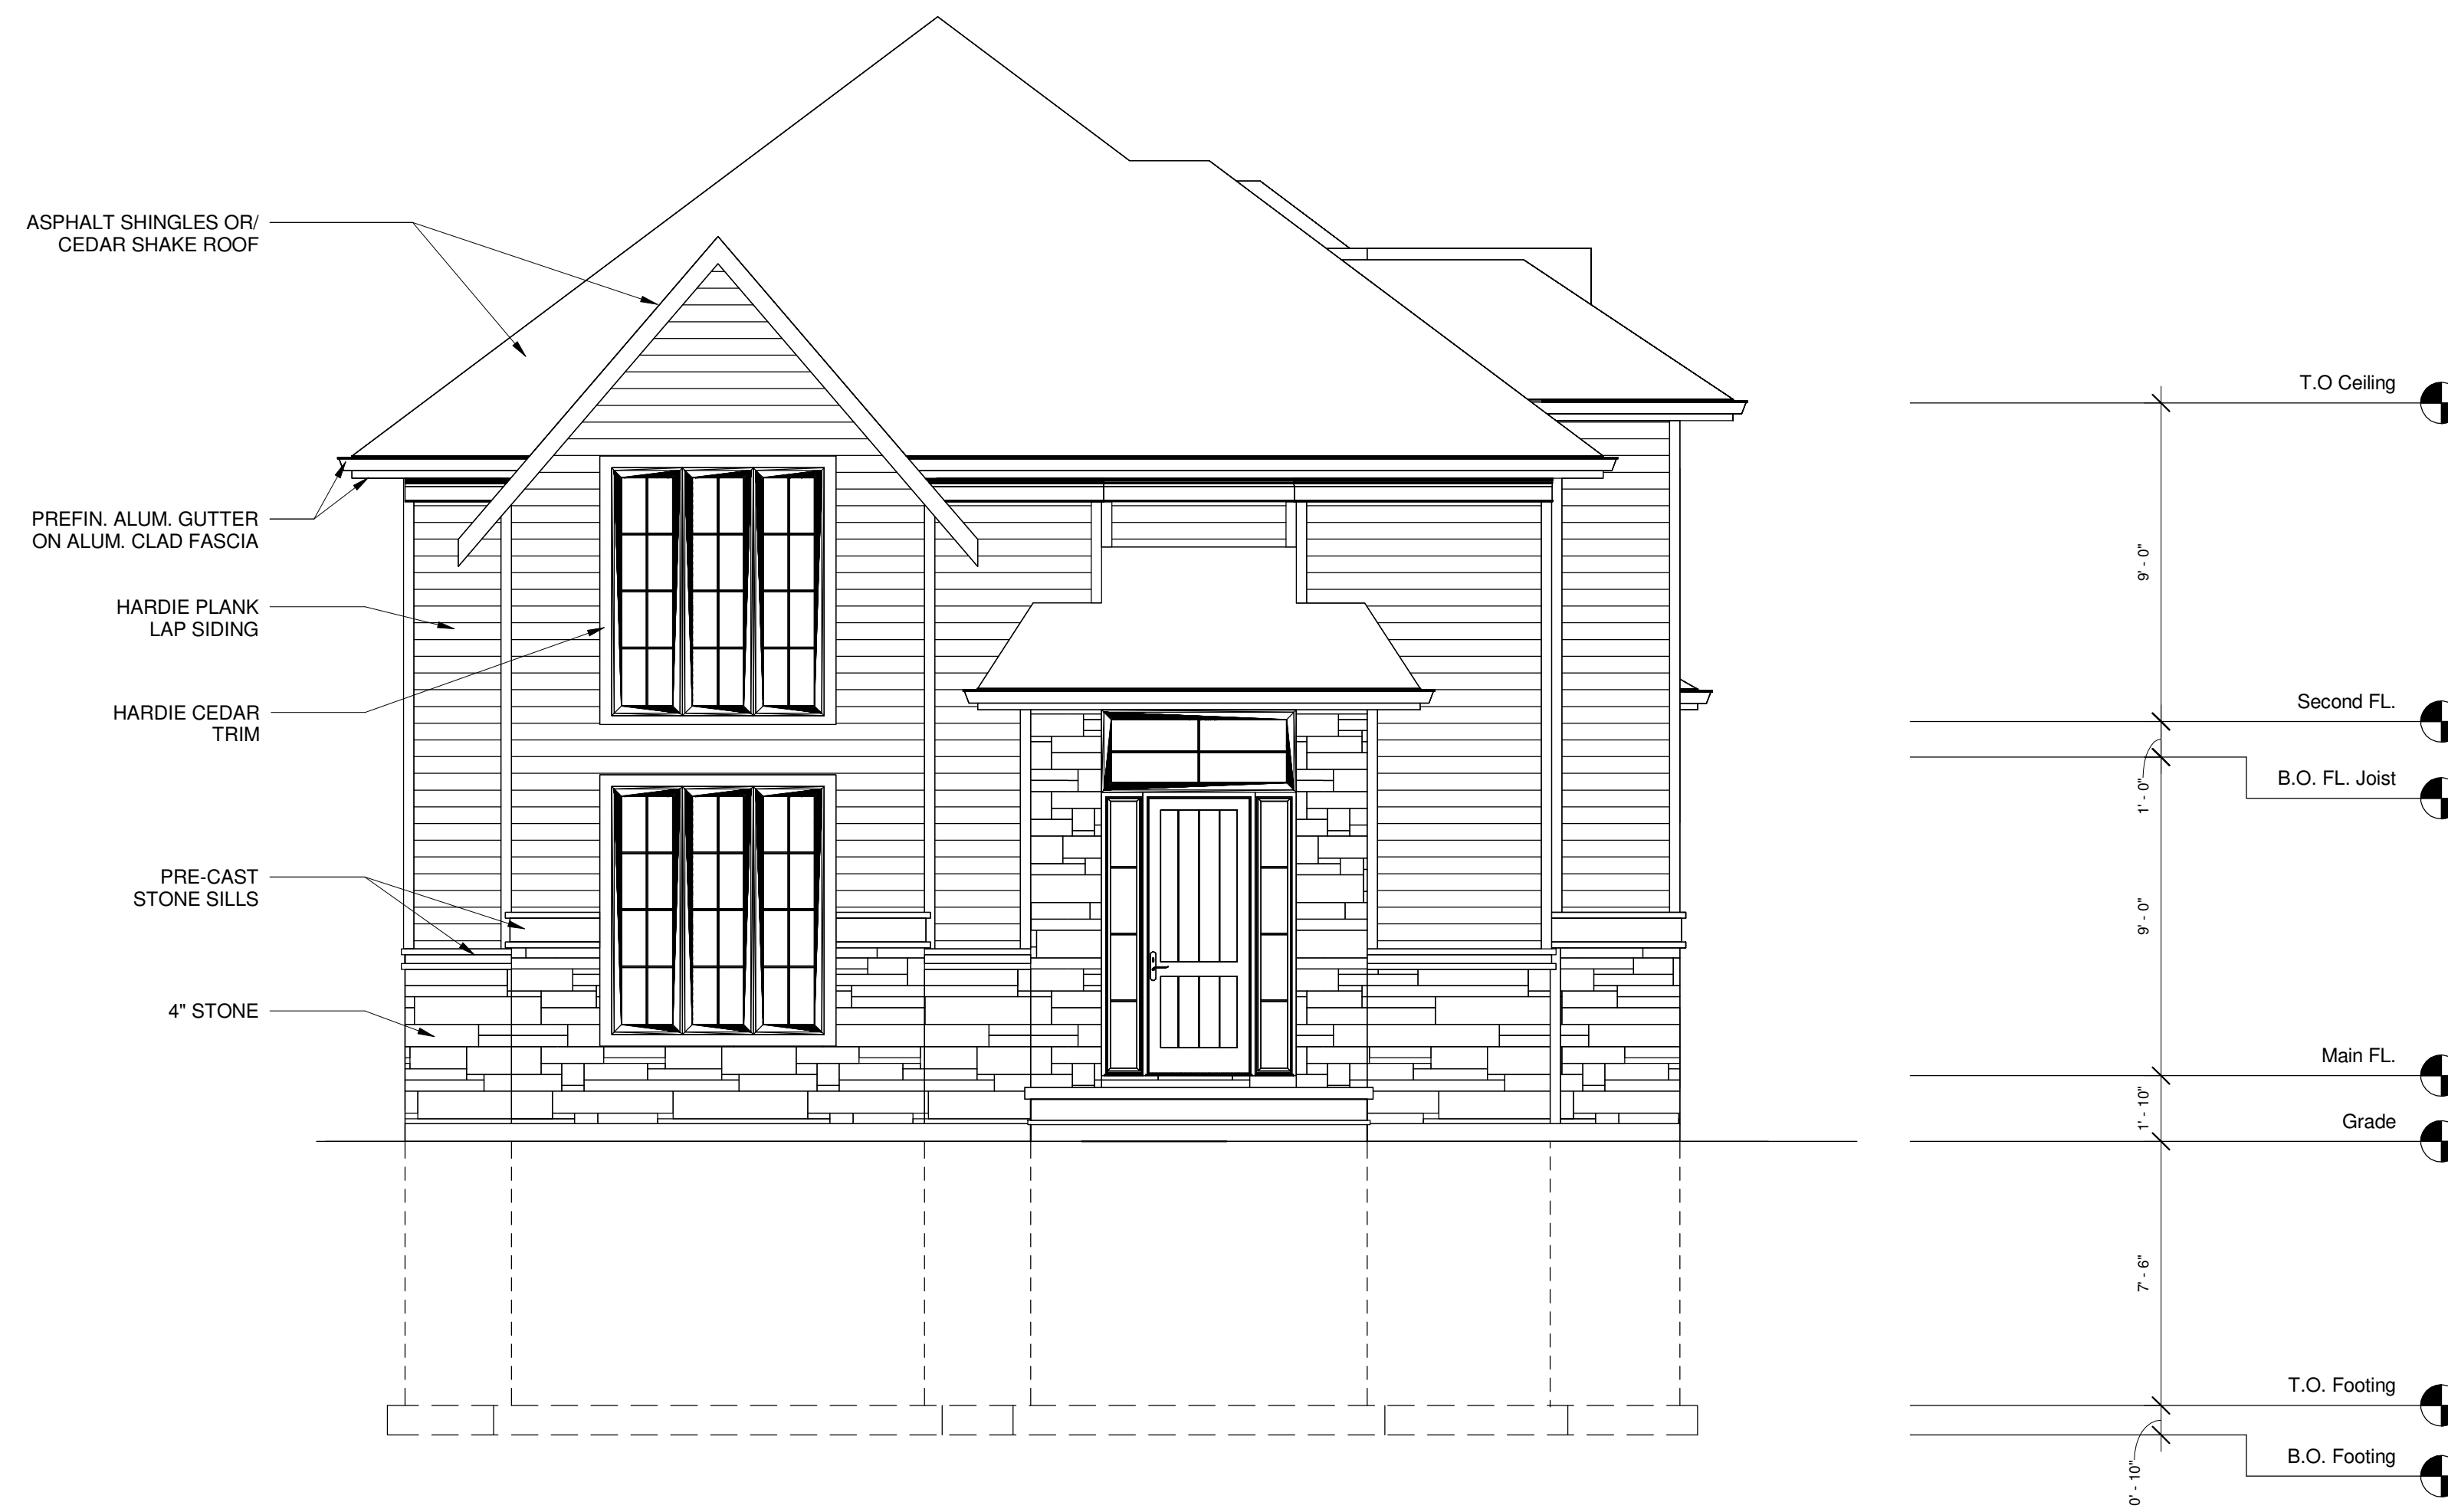 ASPHALT SHINGLES OR/
CEDAR SHAKE ROOF
PREFIN. ALUM. GUTTER
ON ALUM. CLAD FASCIA
HARDIE PLANK
LAP SIDING
HARDIE CEDAR
TRIM
PRE-CAST
STONE SILLS
4" STONE
T.O Ceiling
9' - 0"
Second FL.
1' - 0"
B.O. FL. Joist
9' - 0"
Main FL.
1' - 10"
Grade
7' - 6"
T.O. Footing
0' - 10"
B.O. Footing